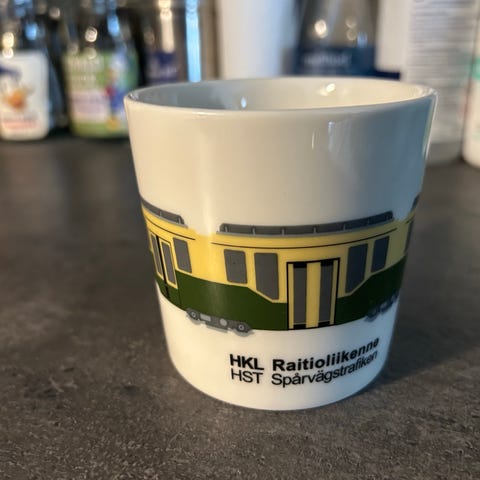 HKL Raitioliikenne
HST Spårvägstrafiken